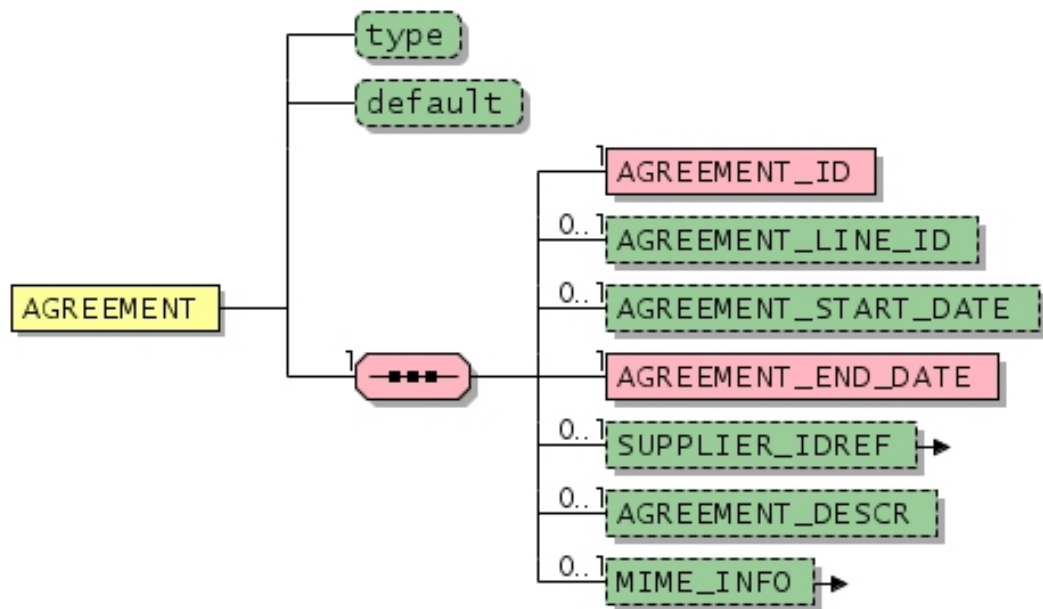 type
default
1
AGREEMENT_ID
0..1
AGREEMENT_LINE_ID
0..1
AGREEMENT_START_DATE
AGREEMENT
1
1
AGREEMENT_END_DATE
0..1
SUPPLIER_IDREF
0..1
AGREEMENT_DESCR
0..1
MIME_INFO